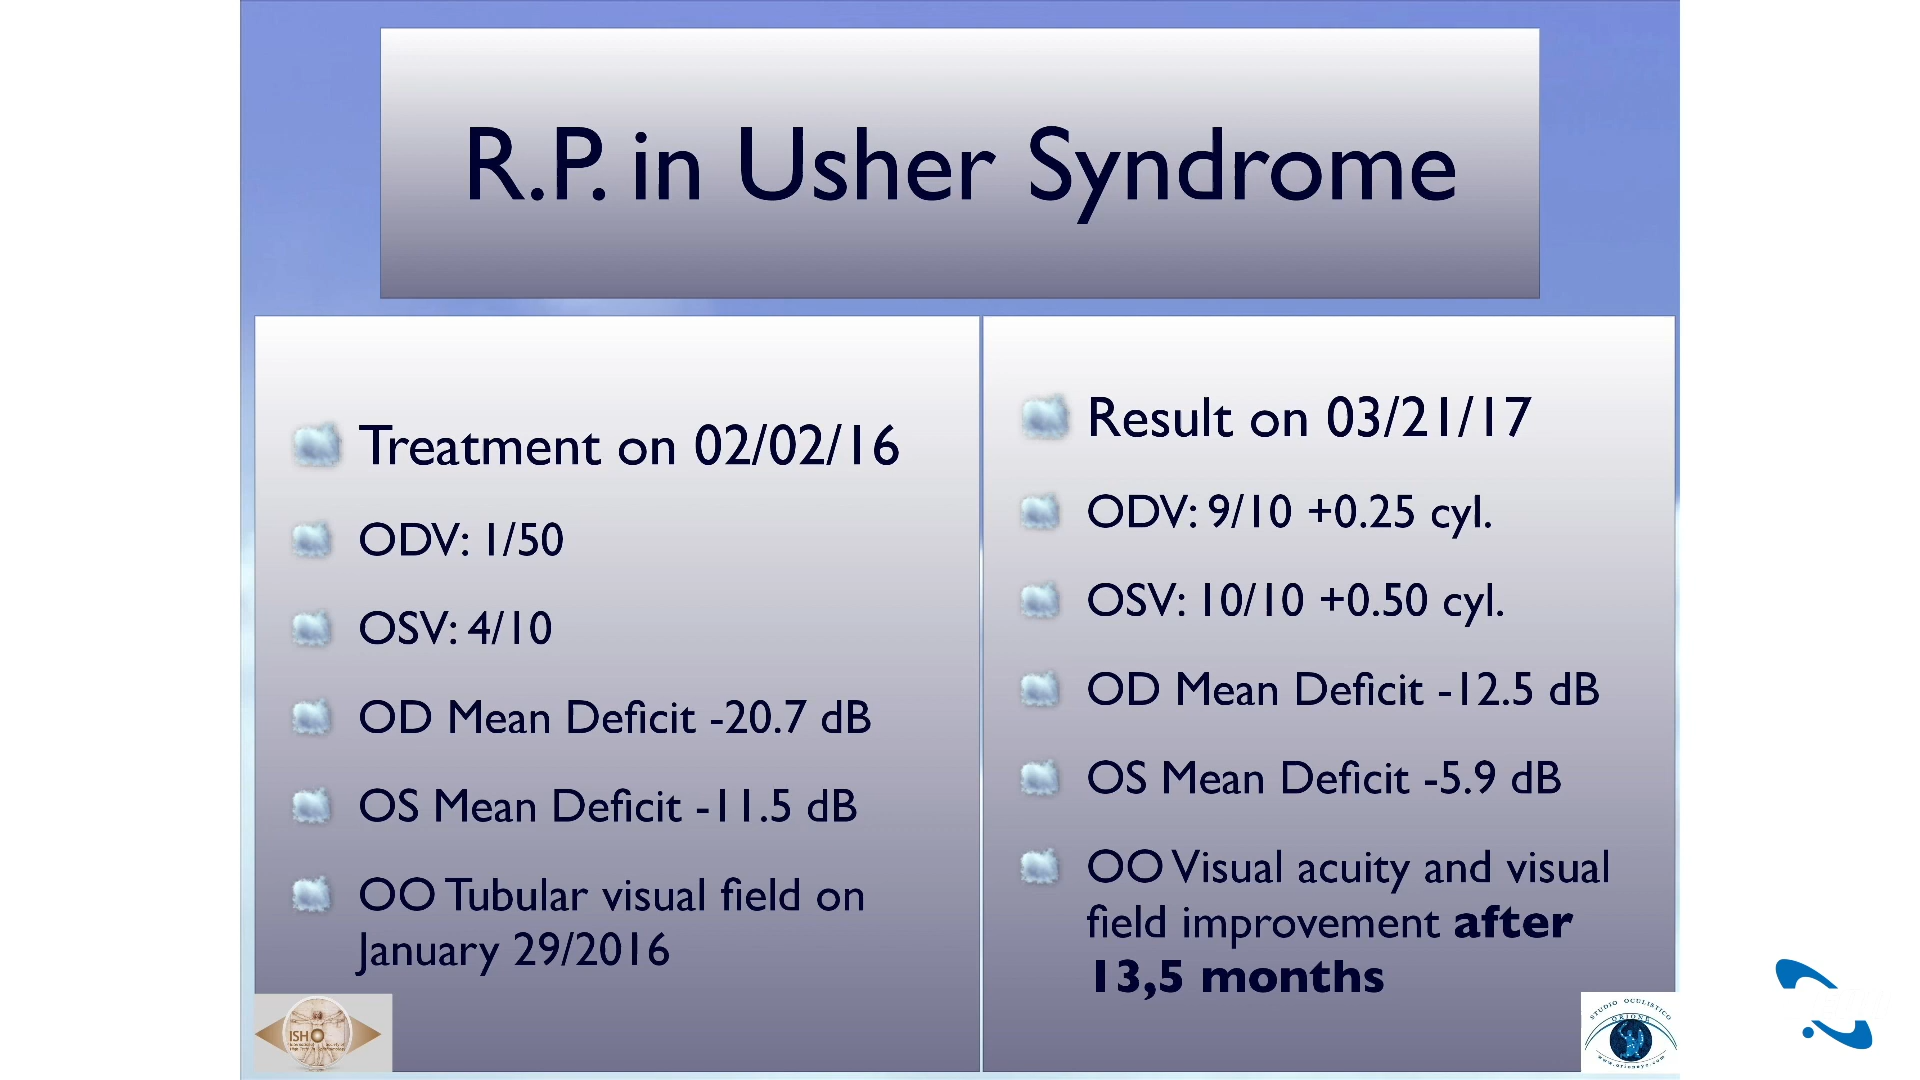 R.P. in Usher Syndrome
Treatment on 02/02/16
ODV: 1/50
OSV: 4/10
OD Mean Deficit -20.7 dB
OS Mean Deficit -11.5 dB
OO Tubular visual field on
January 29/2016
Result on 03/21/17
ODV: 9/10 +0.25 cyl.
OSV: 10/10 +0.50 cyl.
OD Mean Deficit -12.5 dB
OS Mean Deficit -5.9 dB
OO Visual acuity and visual
field improvement after
13,5 months
ISHO
STUDIO OCULISTICO
ORIONE